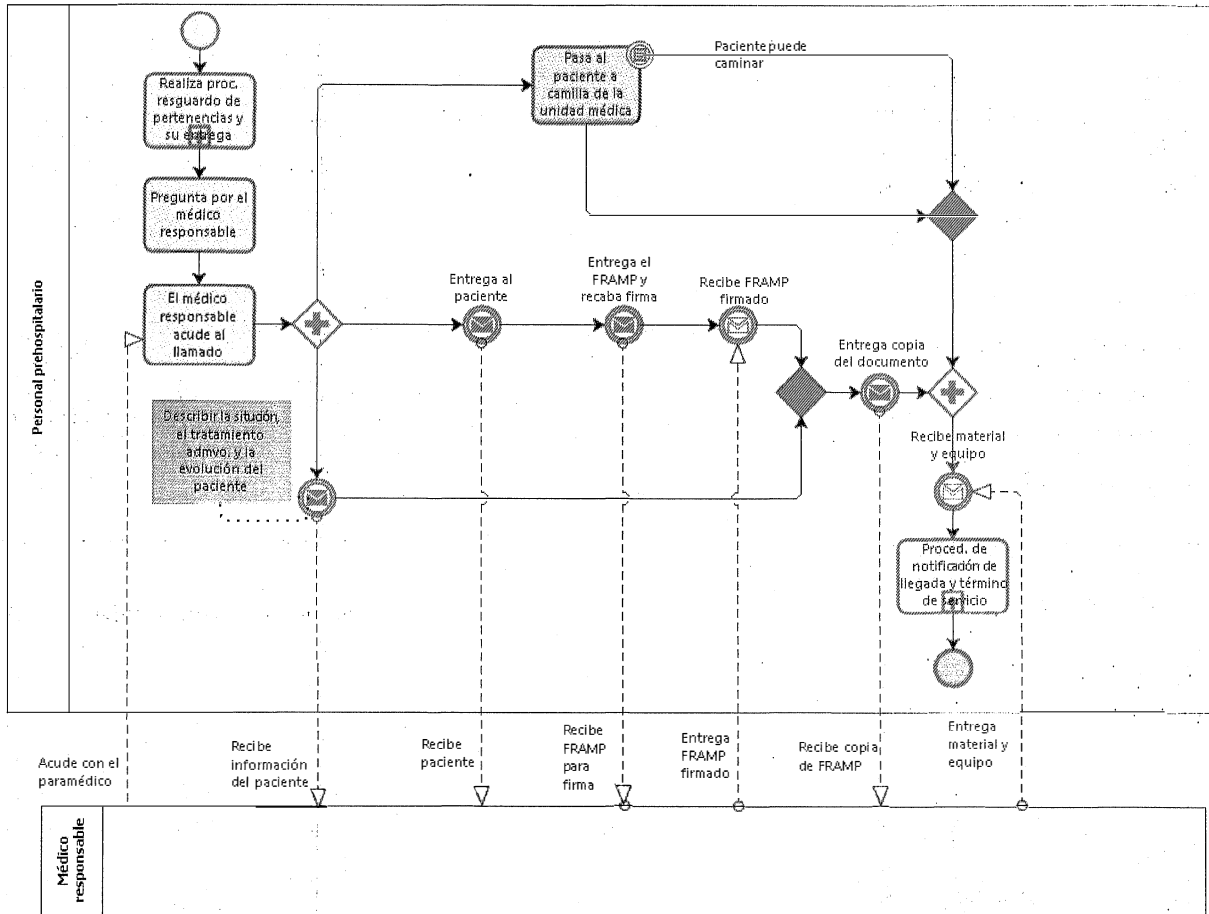 Personal prehospitalario
Realiza proc.
resguardo de
pertenencias y
su entrega
Pregunta por el
médico
responsable
El médico
responsable
acude al
llamado
Describir la situción,
el tratamiento
admvo. y la
evolución del
paciente
Pasa al
paciente a
camilla de la
unidad médica
Paciente puede
caminar
Entrega al
paciente
Entrega el
FRAMP y
recaba firma
Recibe FRAMP
firmado
Entrega copia
del documento
Recibe material
y equipo
Proced. de
notificación de
llegada y término
de servicio
Acude con el
paramédico
Recibe
información
del paciente
Recibe
paciente
Recibe
FRAMP
para
firma
Entrega
FRAMP
firmado
Recibe copia
de FRAMP
Entrega
material y
equipo
Médico
responsable